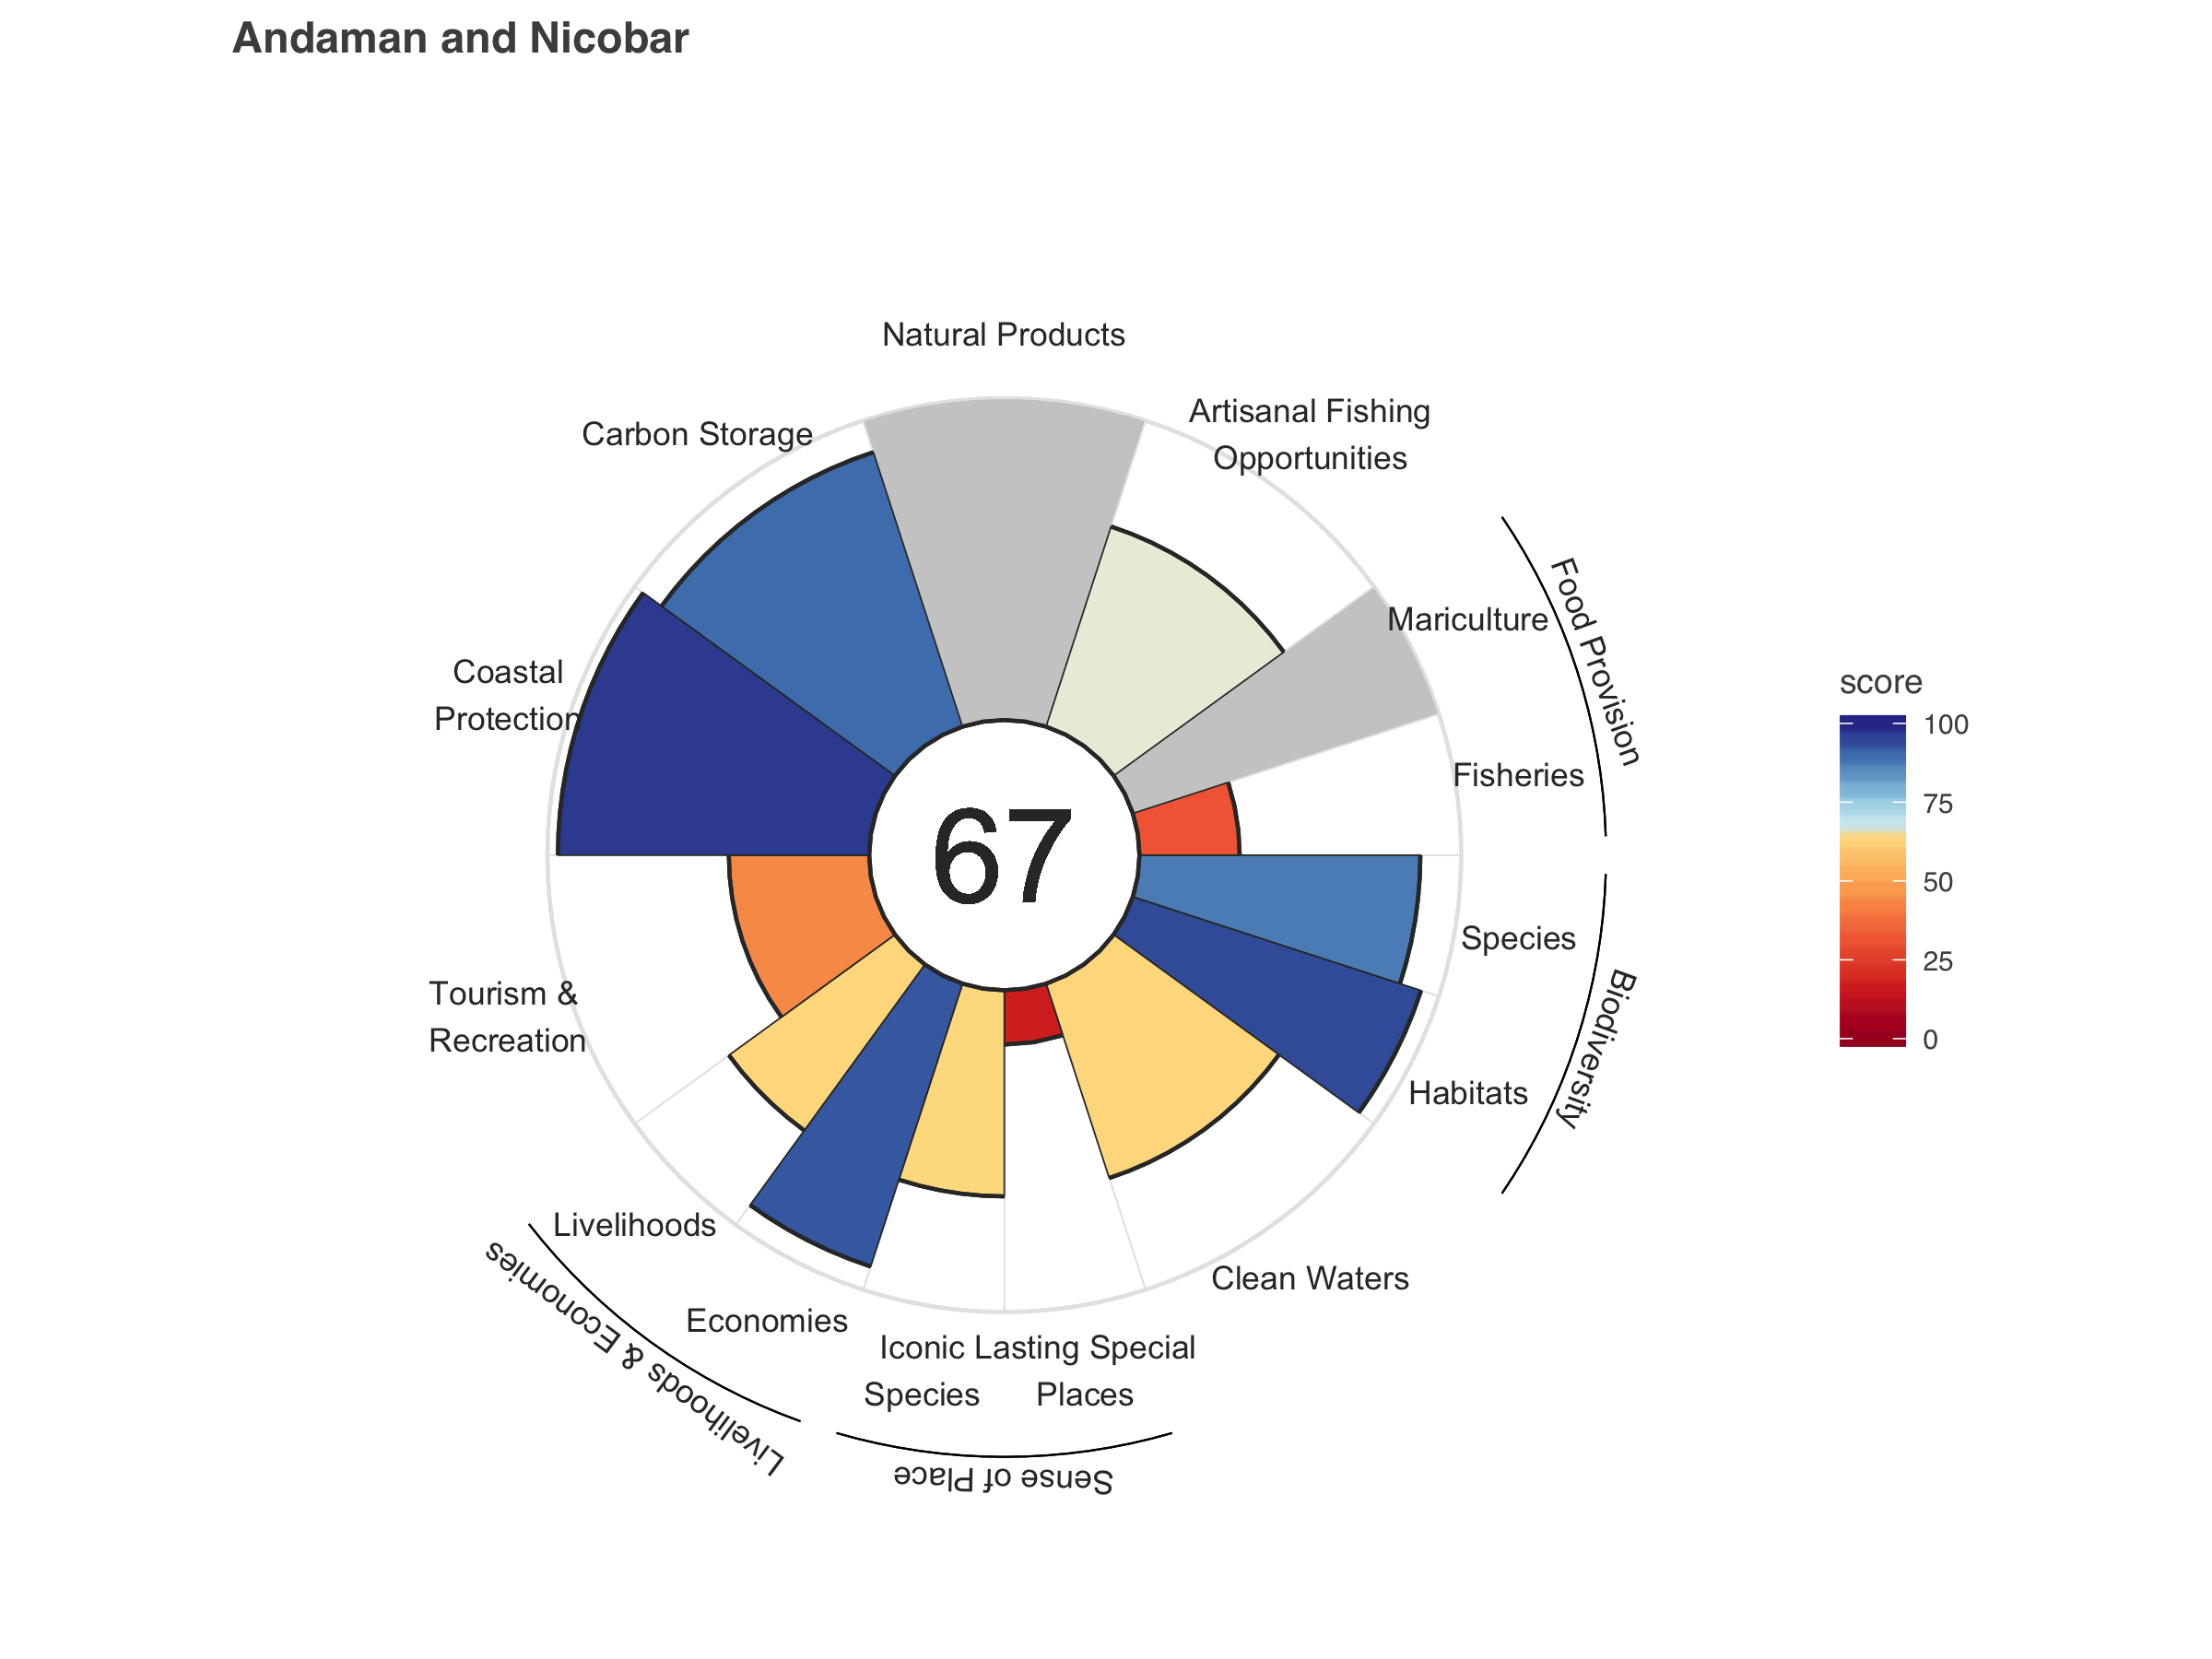 Andaman and Nicobar
Natural Products
Artisanal Fishing
Opportunities
Carbon Storage
Mariculture
Food Provision
Coastal
Protection
Fisheries
score
100
75
50
25
0
67
Species
Biodiversity
Tourism &
Recreation
Habitats
Livelihoods
Clean Waters
Economies
Livelihoods & Economies
Iconic
Species
Lasting Special
Places
Sense of Place